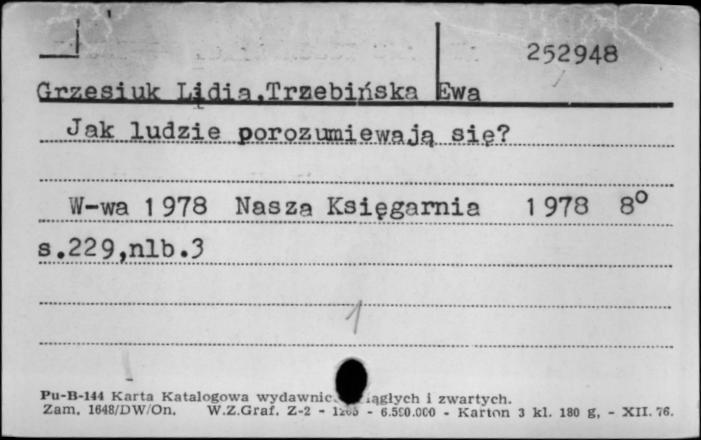 252948
Grzesiuk Lidia,Trzebińska Ewa
Jak ludzie porozumiewają się?
W-wa 1978 Nasza Księgarnia 1978 8°
s.229,nlb.3
1
Pu-B-144 Karta Katalogowa i zwartych.
Zam. 1648/DW/On. W.Z.Graf. Z-2 - - 6.500.000 - Karton 3 kl. 180 g, - XII. 76.